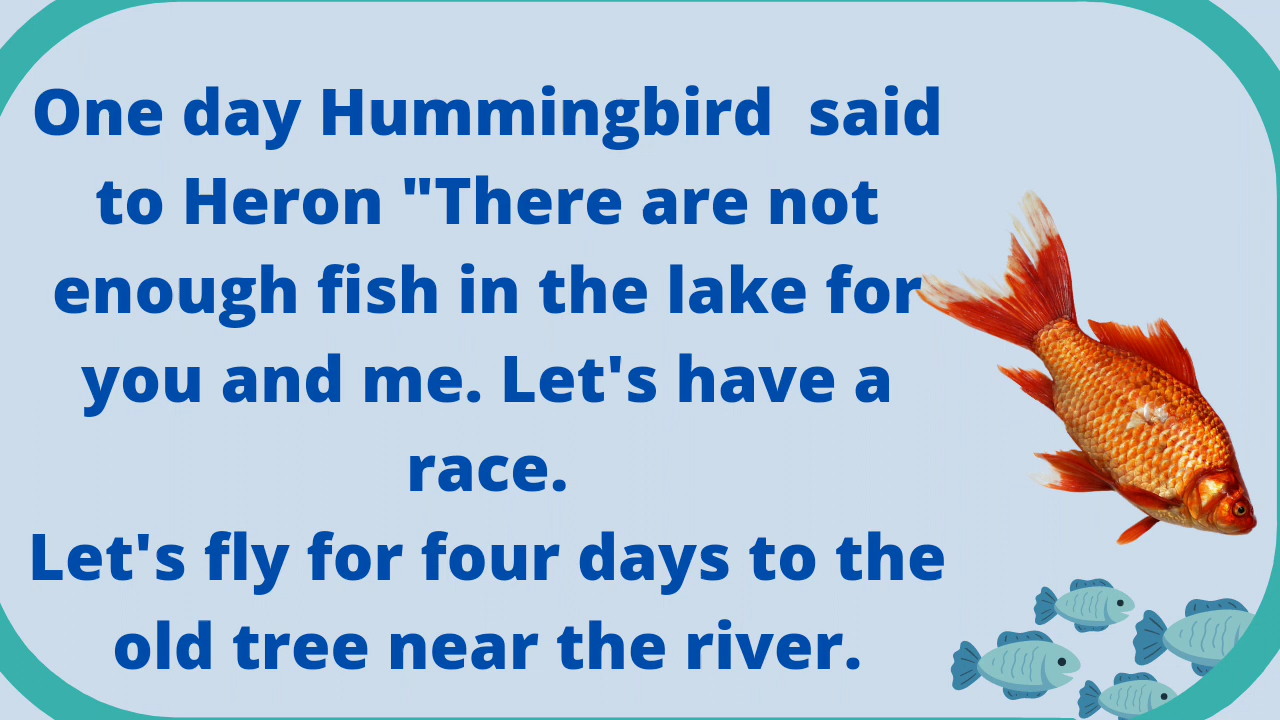 One day Hummingbird  said
to Heron "There are not
enough fish in the lake for
you and me. Let's have a
race.
Let's fly for four days to the
old tree near the river.